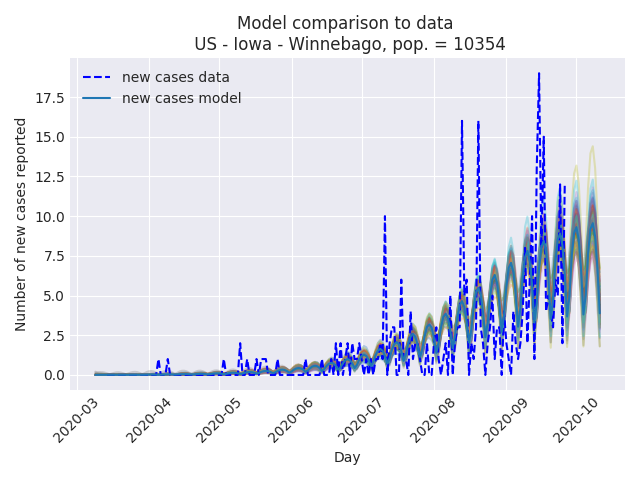 Model comparison to data
US - Iowa - Winnebago, pop. = 10354
new cases data
new cases model
17.5
15.0
12.5
10.0
7.5
5.0
2.5
0.0
Number of new cases reported
2020-03
2020-04
2020-05
2020-06
2020-07
2020-08
2020-09
2020-10
Day